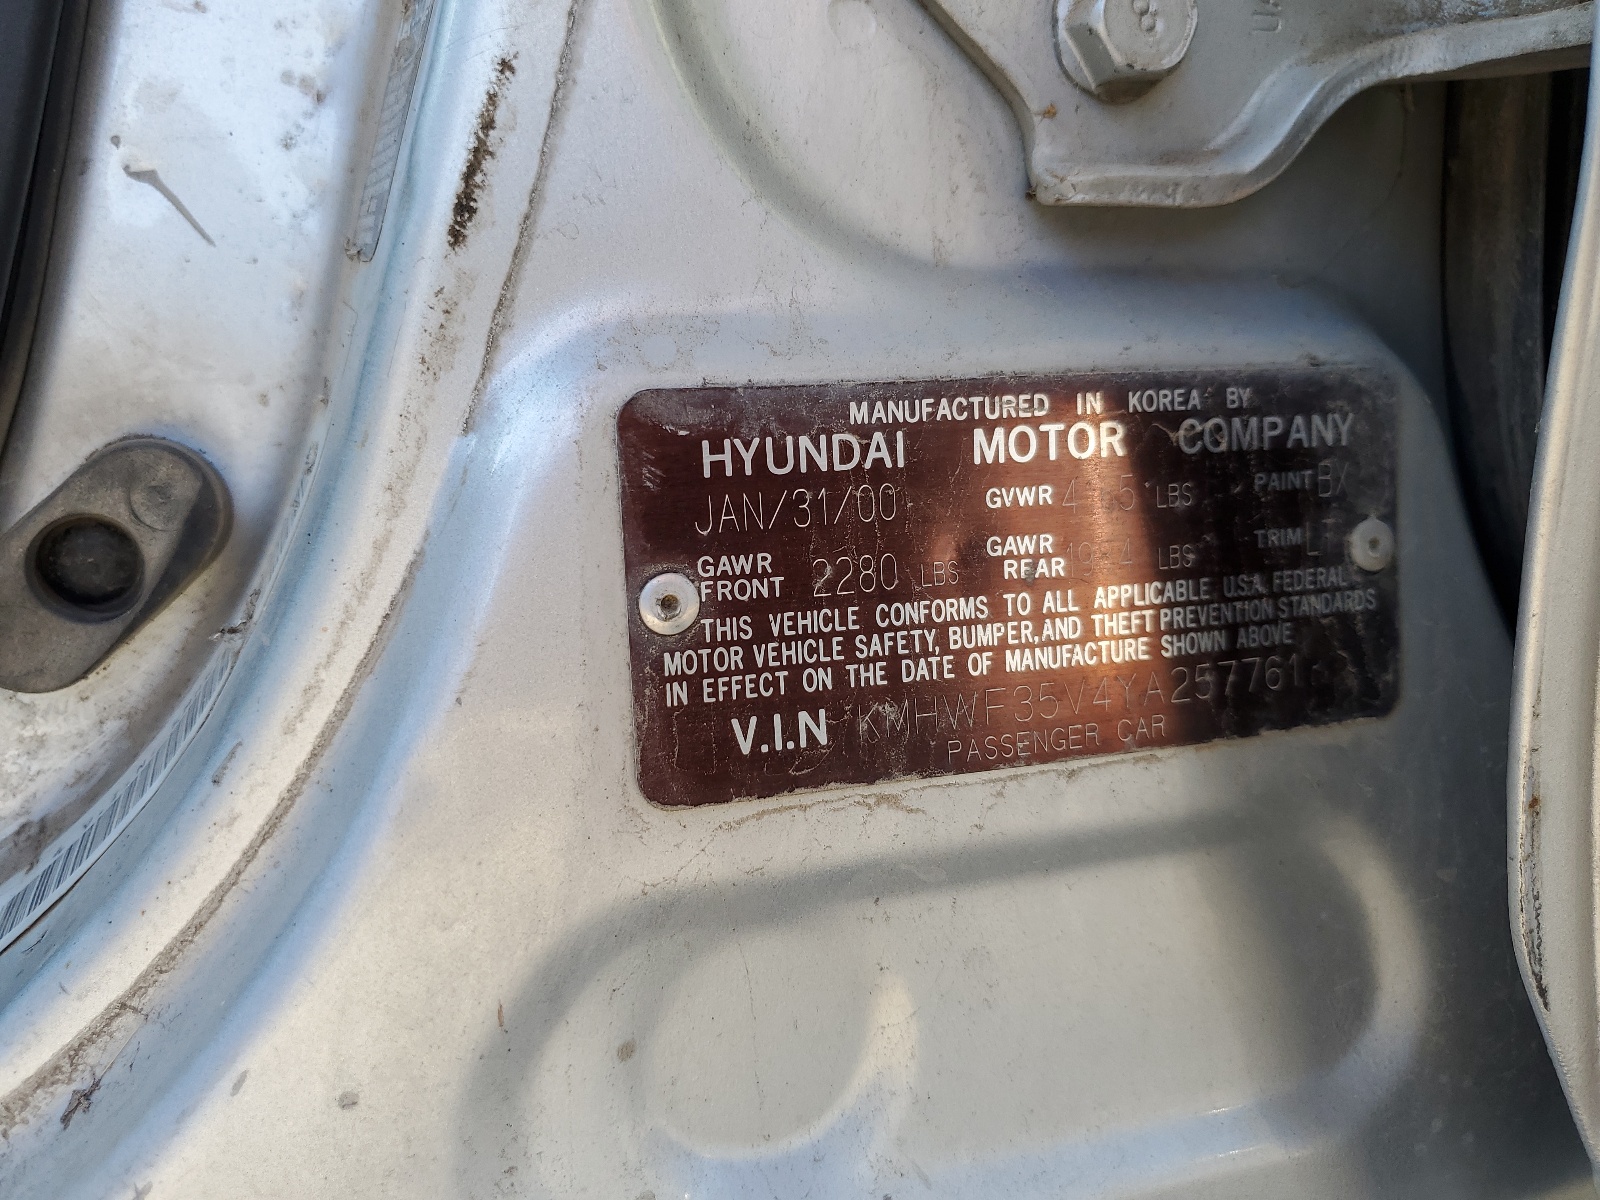 8
MANUFACTURED IN KOREA BY
HYUNDAI MOTOR COMPANY
JAN/31/00 GVWR LBS PAINT BX
GAWR FRONT 2280 LBS GAWR REAR LBS TRIM LT
THIS VEHICLE CONFORMS TO ALL APPLICABLE U.S.A. FEDERAL
MOTOR VEHICLE SAFETY, BUMPER, AND THEFT PREVENTION STANDARDS
IN EFFECT ON THE DATE OF MANUFACTURE SHOWN ABOVE
V.I.N KMHWF35V4YA257761
PASSENGER CAR